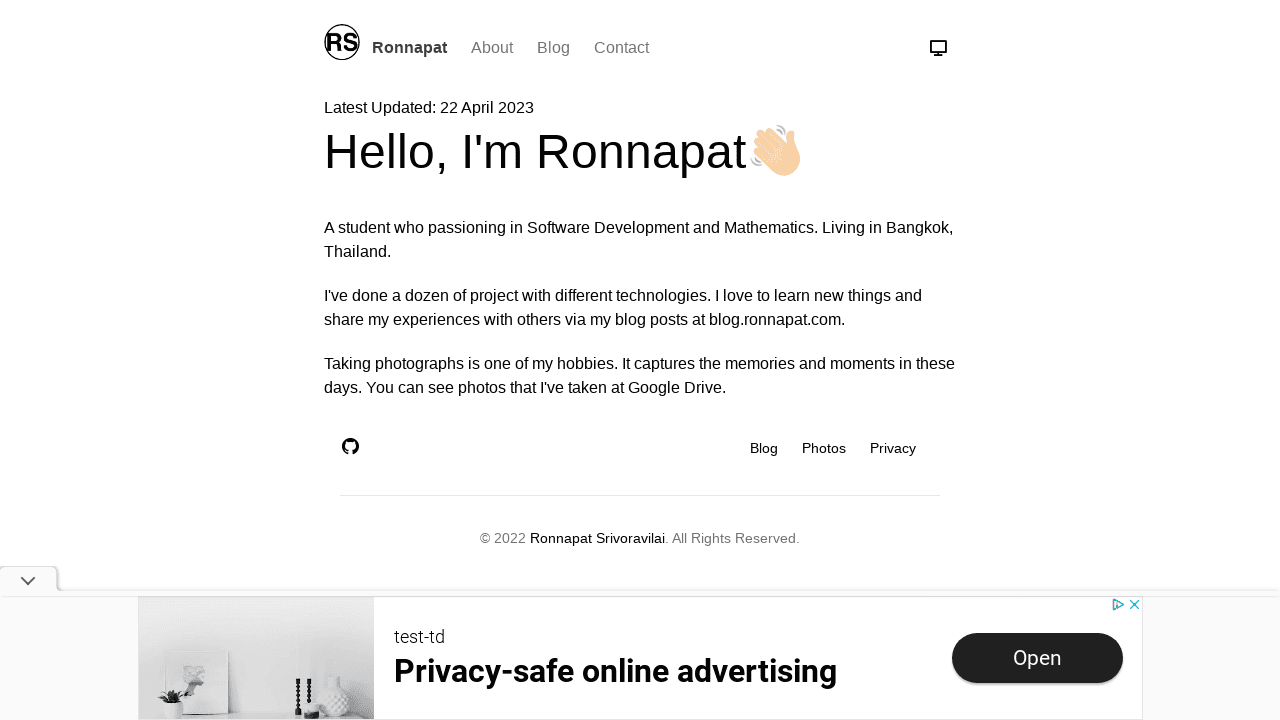 RS Ronnapat About Blog Contact
Latest Updated: 22 April 2023
Hello, I'm Ronnapat
A student who passioning in Software Development and Mathematics. Living in Bangkok,
Thailand.
I've done a dozen of project with different technologies. I love to learn new things and
share my experiences with others via my blog posts at blog.ronnapat.com.
Taking photographs is one of my hobbies. It captures the memories and moments in these
days. You can see photos that I've taken at Google Drive.
Blog Photos Privacy
© 2022 Ronnapat Srivoravilai. All Rights Reserved.
test-td
Privacy-safe online advertising
Open